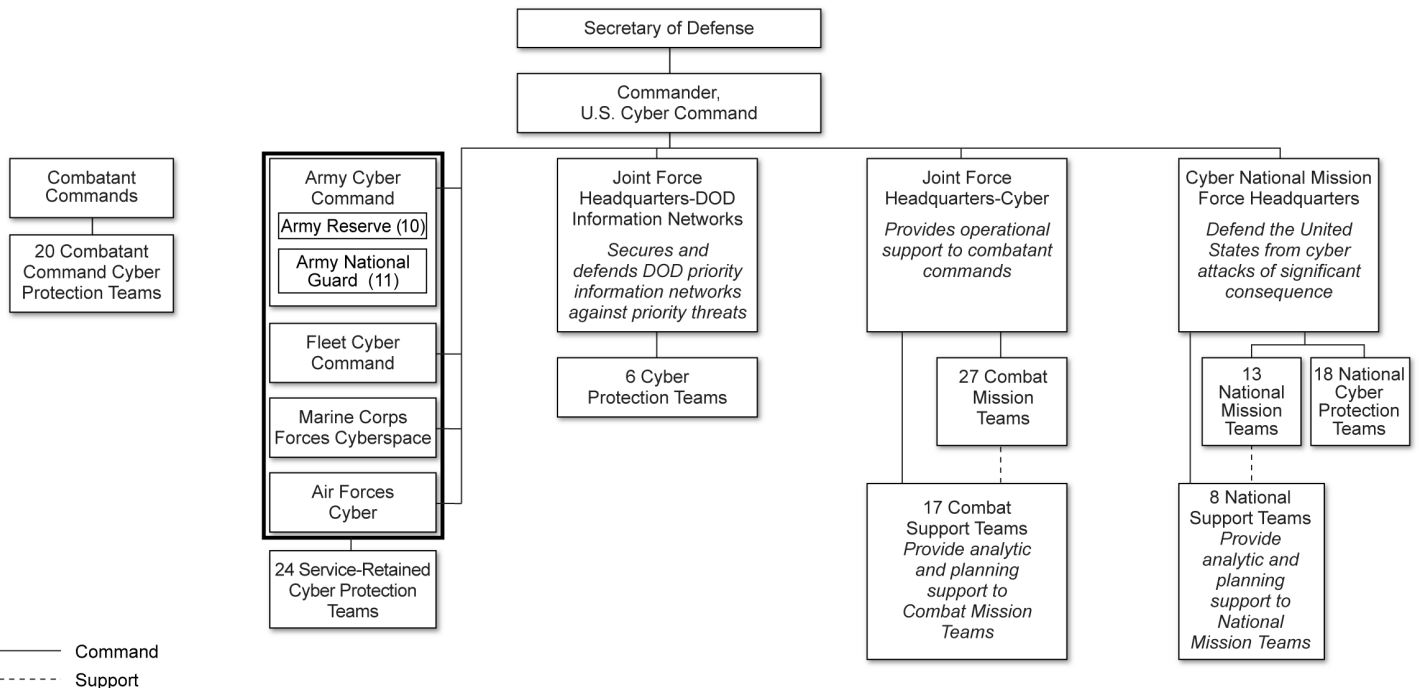 Secretary of Defense
Commander,
U.S. Cyber Command
Combatant
Commands
20 Combatant
Command Cyber
Protection Teams
Army Cyber
Command
Army Reserve (10)
Army National
Guard (11)
Fleet Cyber
Command
Marine Corps
Forces Cyberspace
Air Forces
Cyber
24 Service-Retained
Cyber Protection
Teams
Joint Force
Headquarters-DOD
Information Networks
Secures and
defends DOD priority
information networks
against priority threats
6 Cyber
Protection Teams
Joint Force
Headquarters-Cyber
Provides operational
support to combatant
commands
27 Combat
Mission
Teams
17 Combat
Support Teams
Provide analytic
and planning
support to
Combat Mission
Teams
Cyber National Mission
Force Headquarters
Defend the United
States from cyber
attacks of significant
consequence
13
National
Mission
Teams
18 National
Cyber
Protection
Teams
8 National
Support Teams
Provide
analytic and
planning
support to
National
Mission Teams
Command
Support